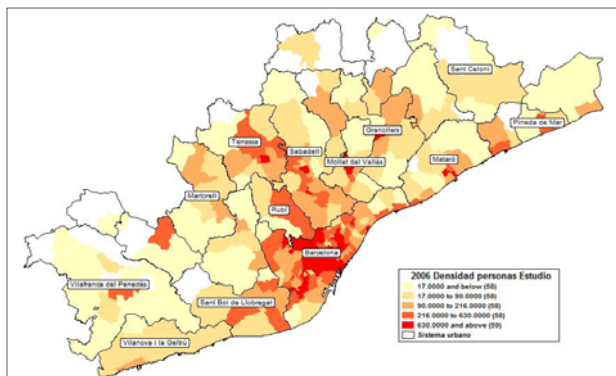 Sant Celoni
Pineda de Mar
Granollers
Terrassa
Sabadell
Mollet del Vallès
Mataró
Martorell
Rubí
Barcelona
Vilafranca del Penedès
Sant Boi de Llobregat
Vilanova i la Geltrú
2006 Densidad personas Estudio
17.0000 and below (58)
17.0000 to 90.0000 (58)
90.0000 to 216.0000 (58)
216.0000 to 630.0000 (58)
630.0000 and above (59)
Sistema urbano